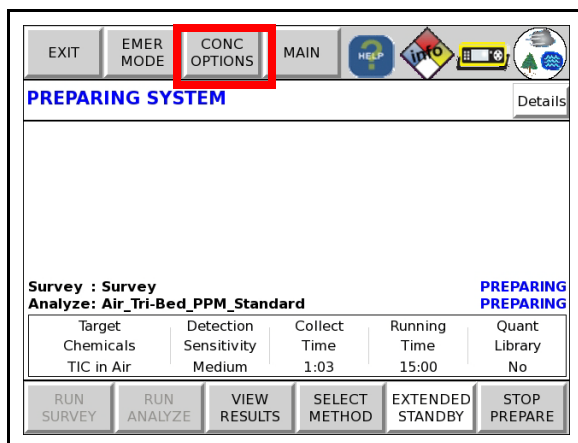 EXIT
EMER
MODE
CONC
OPTIONS
MAIN
HELP
info
PREPARING SYSTEM
Details
Survey : Survey
PREPARING
Analyze: Air_Tri-Bed_PPM_Standard
PREPARING
Target Detection Collect Running Quant
Chemicals Sensitivity Time Time Library
TIC in Air Medium 1:03 15:00 No
RUN
SURVEY
RUN
ANALYZE
VIEW
RESULTS
SELECT
METHOD
EXTENDED
STANDBY
STOP
PREPARE